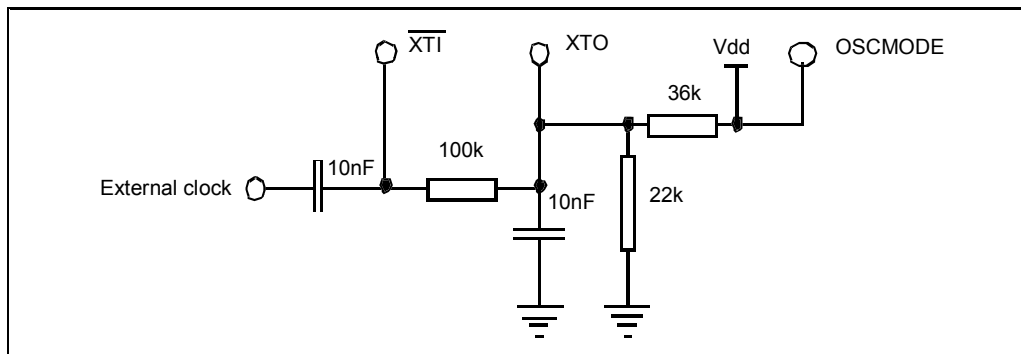 XTI
XTO
Vdd
OSCMODE
36k
10nF
100k
External clock
10nF
22k